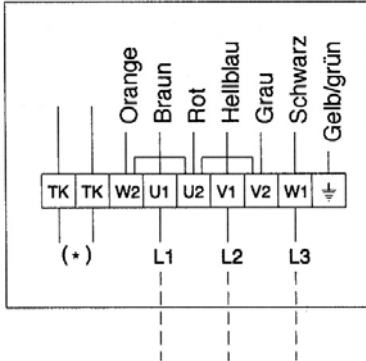 Orange
Braun
Rot
Hellblau
Grau
Schwarz
Gelb/grün
TK TK W2 U1 U2 V1 V2 W1 ⏚
(*) L1 L2 L3